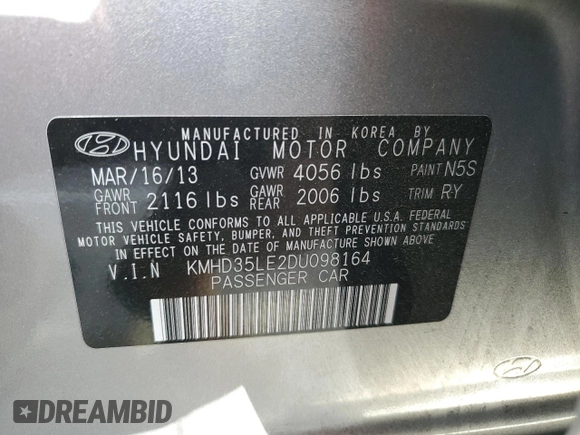 MANUFACTURED IN KOREA BY
HYUNDAI MOTOR COMPANY
MAR/16/13 GVWR 4056 lbs PAINT N5S
GAWR FRONT 2116 lbs GAWR REAR 2006 lbs TRIM RY
THIS VEHICLE CONFORMS TO ALL APPLICABLE U.S.A. FEDERAL
MOTOR VEHICLE SAFETY, BUMPER, AND THEFT PREVENTION STANDARDS
IN EFFECT ON THE DATE OF MANUFACTURE SHOWN ABOVE.
V.I.N KMHD35LE2DU098164
PASSENGER CAR
DREAMBID